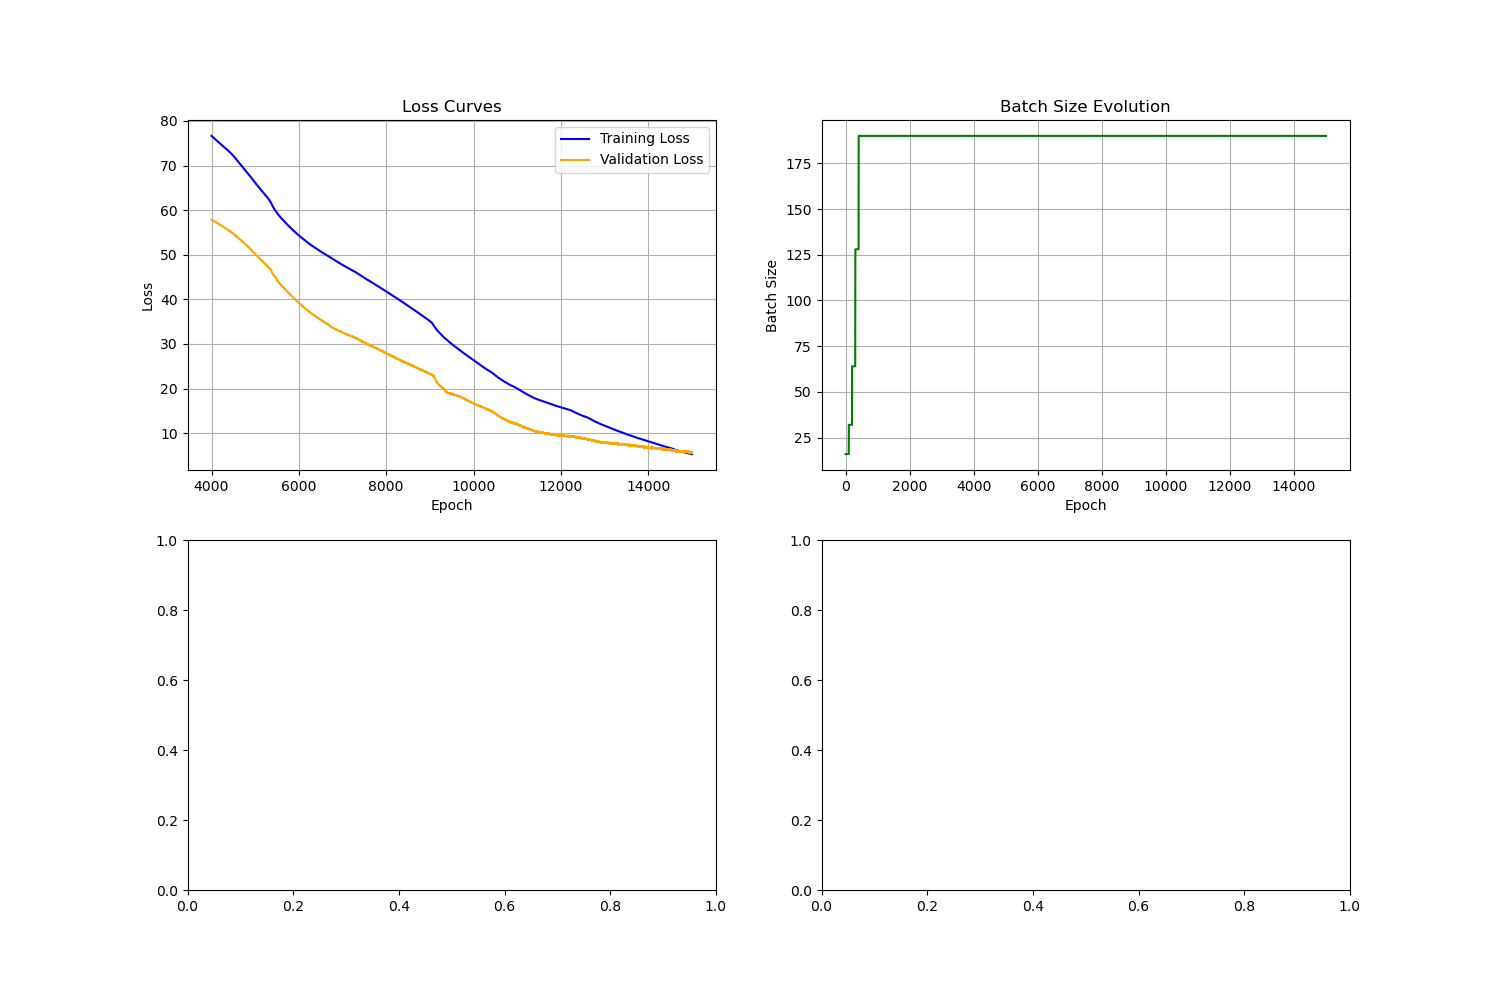 Loss Curves
80
70
60
50
40
30
20
10
Loss
Training Loss
Validation Loss
4000 6000 8000 10000 12000 14000
Epoch
Batch Size Evolution
175
150
125
100
75
50
25
Batch Size
0 2000 4000 6000 8000 10000 12000 14000
Epoch
1.0
0.8
0.6
0.4
0.2
0.0
0.0 0.2 0.4 0.6 0.8 1.0
1.0
0.8
0.6
0.4
0.2
0.0
0.0 0.2 0.4 0.6 0.8 1.0